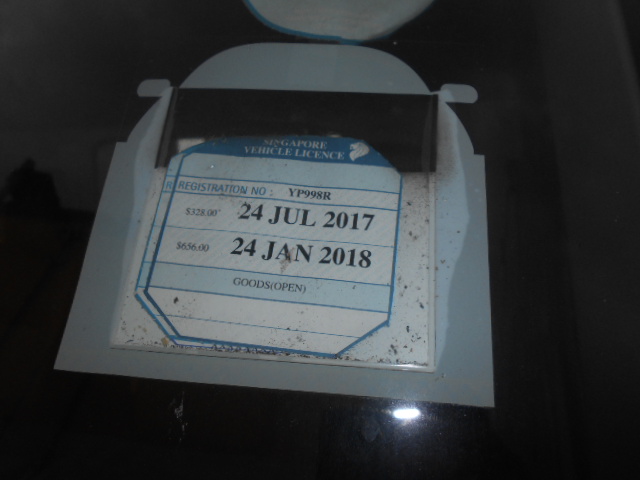 SINGAPORE
VEHICLE LICENCE
R REGISTRATION NO : YP998R
$328.00 24 JUL 2017
$656.00 24 JAN 2018
GOODS(OPEN)